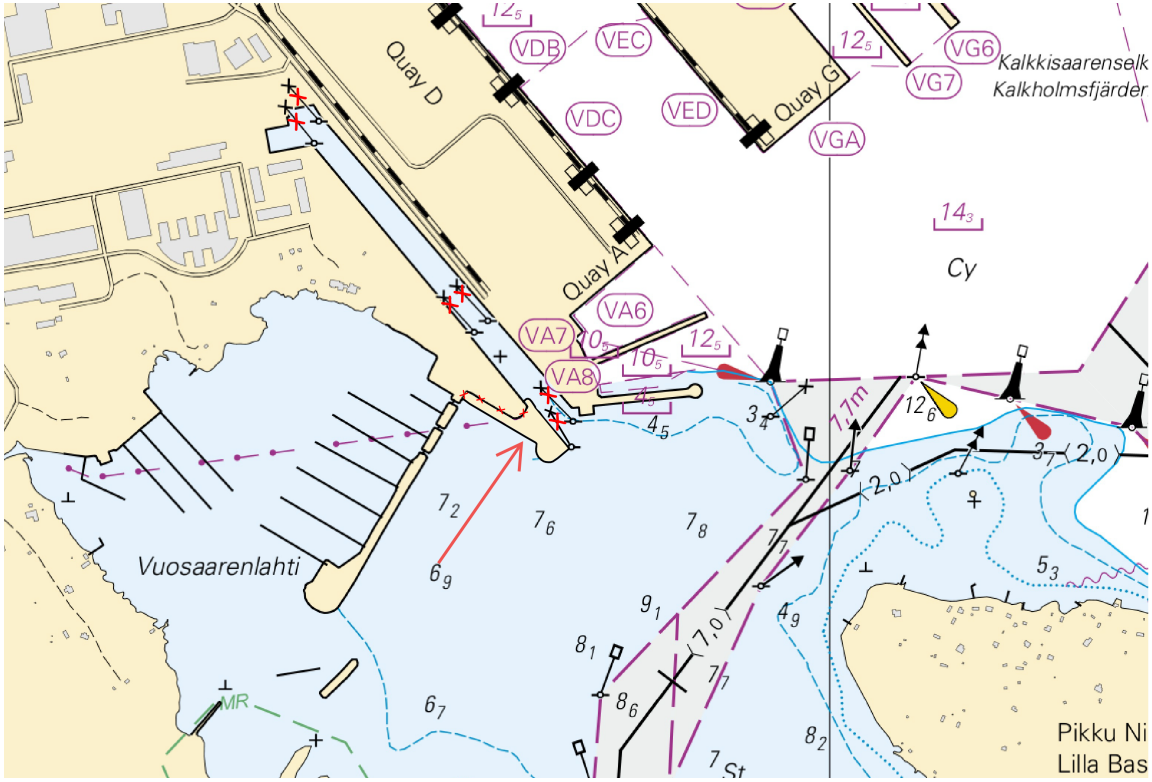 12₅
VDB
VEC
12₅
VG6
VG7
Kalkkisaarenselk
Kalkholmsfjärder
Quay D
Quay G
VDC
VED
VGA
14₃
Cy
Quay A
VA6
VA7
10₅
10₅
12₅
VA8
4₅
4₅
3₄
7,7m
12₆
3₇
(2,0)
(2,0)
7₂
7₆
7₈
7₇
Vuosaarenlahti
6₉
5₃
9₁
4₉
(7,0)
8₁
7₇
8₆
MR
6₇
8₂
7 St
Pikku Ni
Lilla Bas